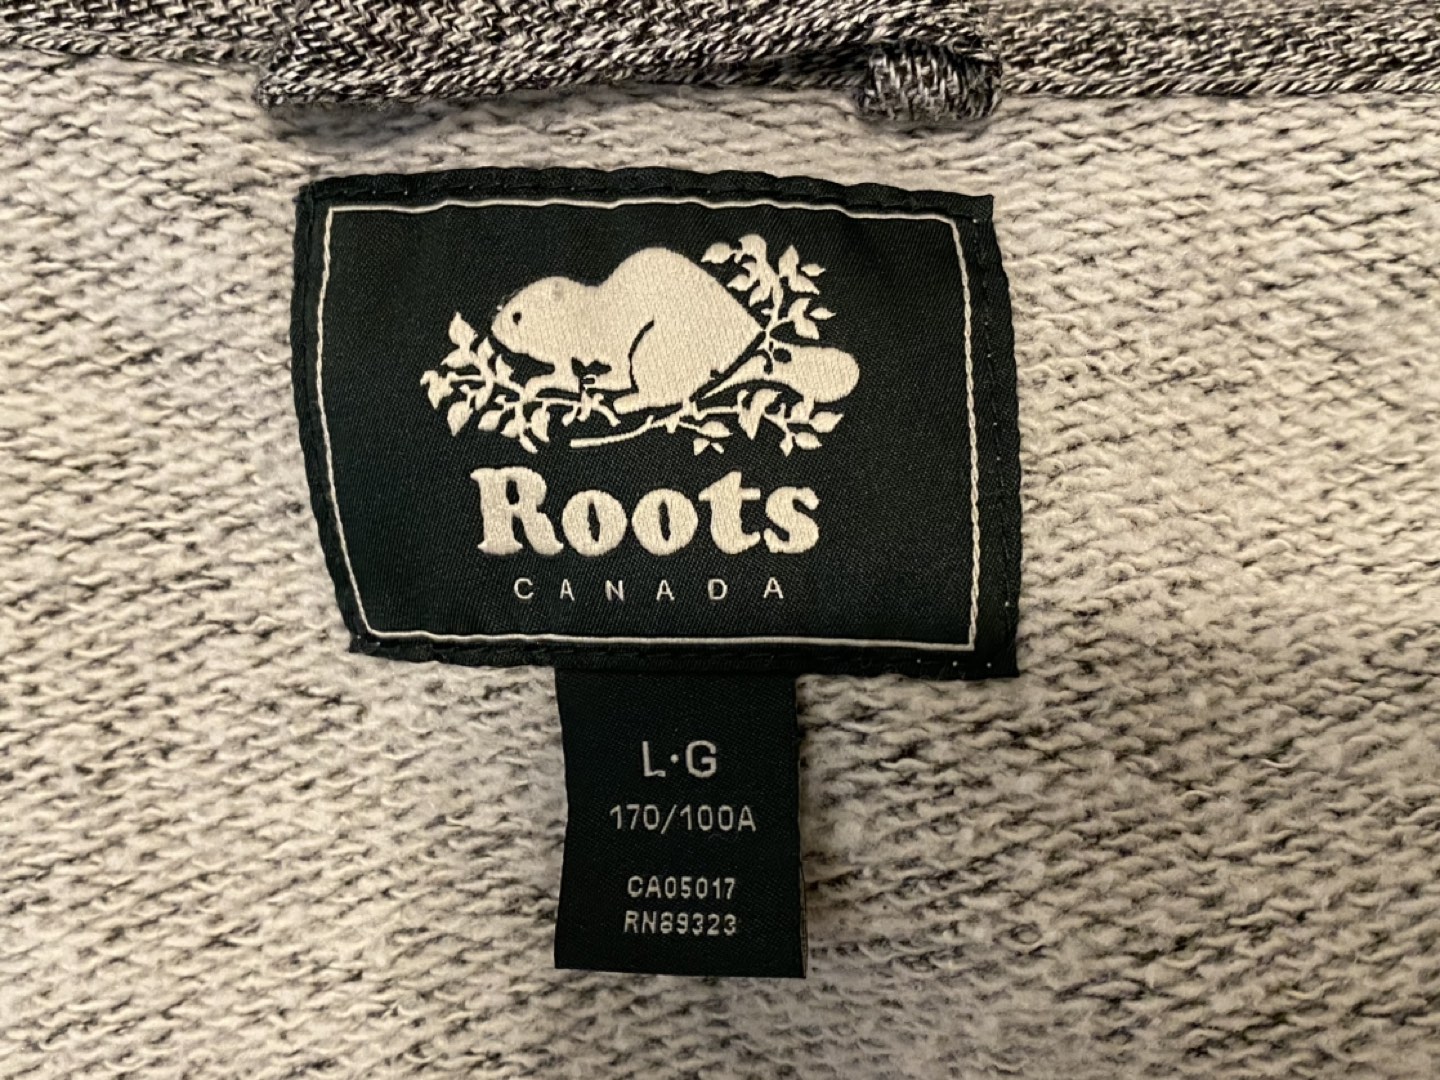 Roots
CANADA
L·G
170/100A
CA05017
RN89323